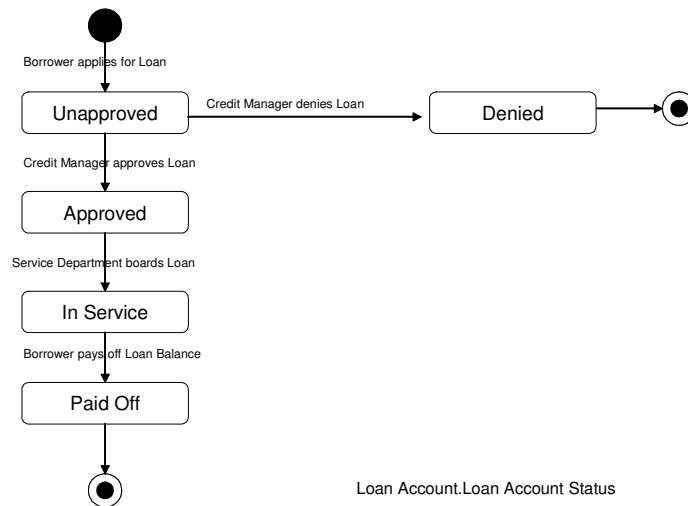 Borrower applies for Loan
Unapproved
Credit Manager denies Loan
Denied
Credit Manager approves Loan
Approved
Service Department boards Loan
In Service
Borrower pays off Loan Balance
Paid Off
Loan Account.Loan Account Status